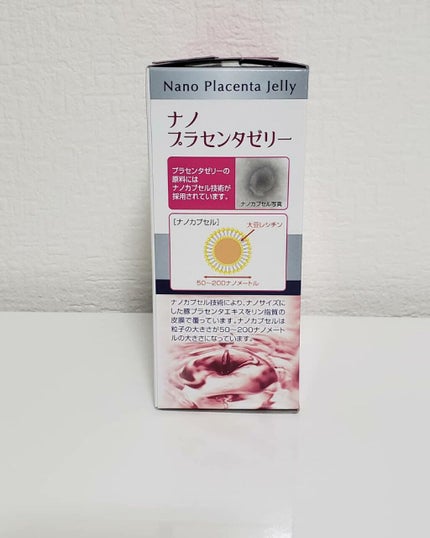 Nano Placenta Jelly
ナノ
プラセンタゼリー
プラセンタゼリーの
原料には
ナノカプセル技術が
採用されています。
ナノカプセル写真
［ナノカプセル］
大豆レシチン
50〜200ナノメートル
ナノカプセル技術により、ナノサイズに
した豚プラセンタエキスをリン脂質の
皮膜で覆っています。ナノカプセルは
粒子の大きさが50〜200ナノメート
ルの大きさになっています。